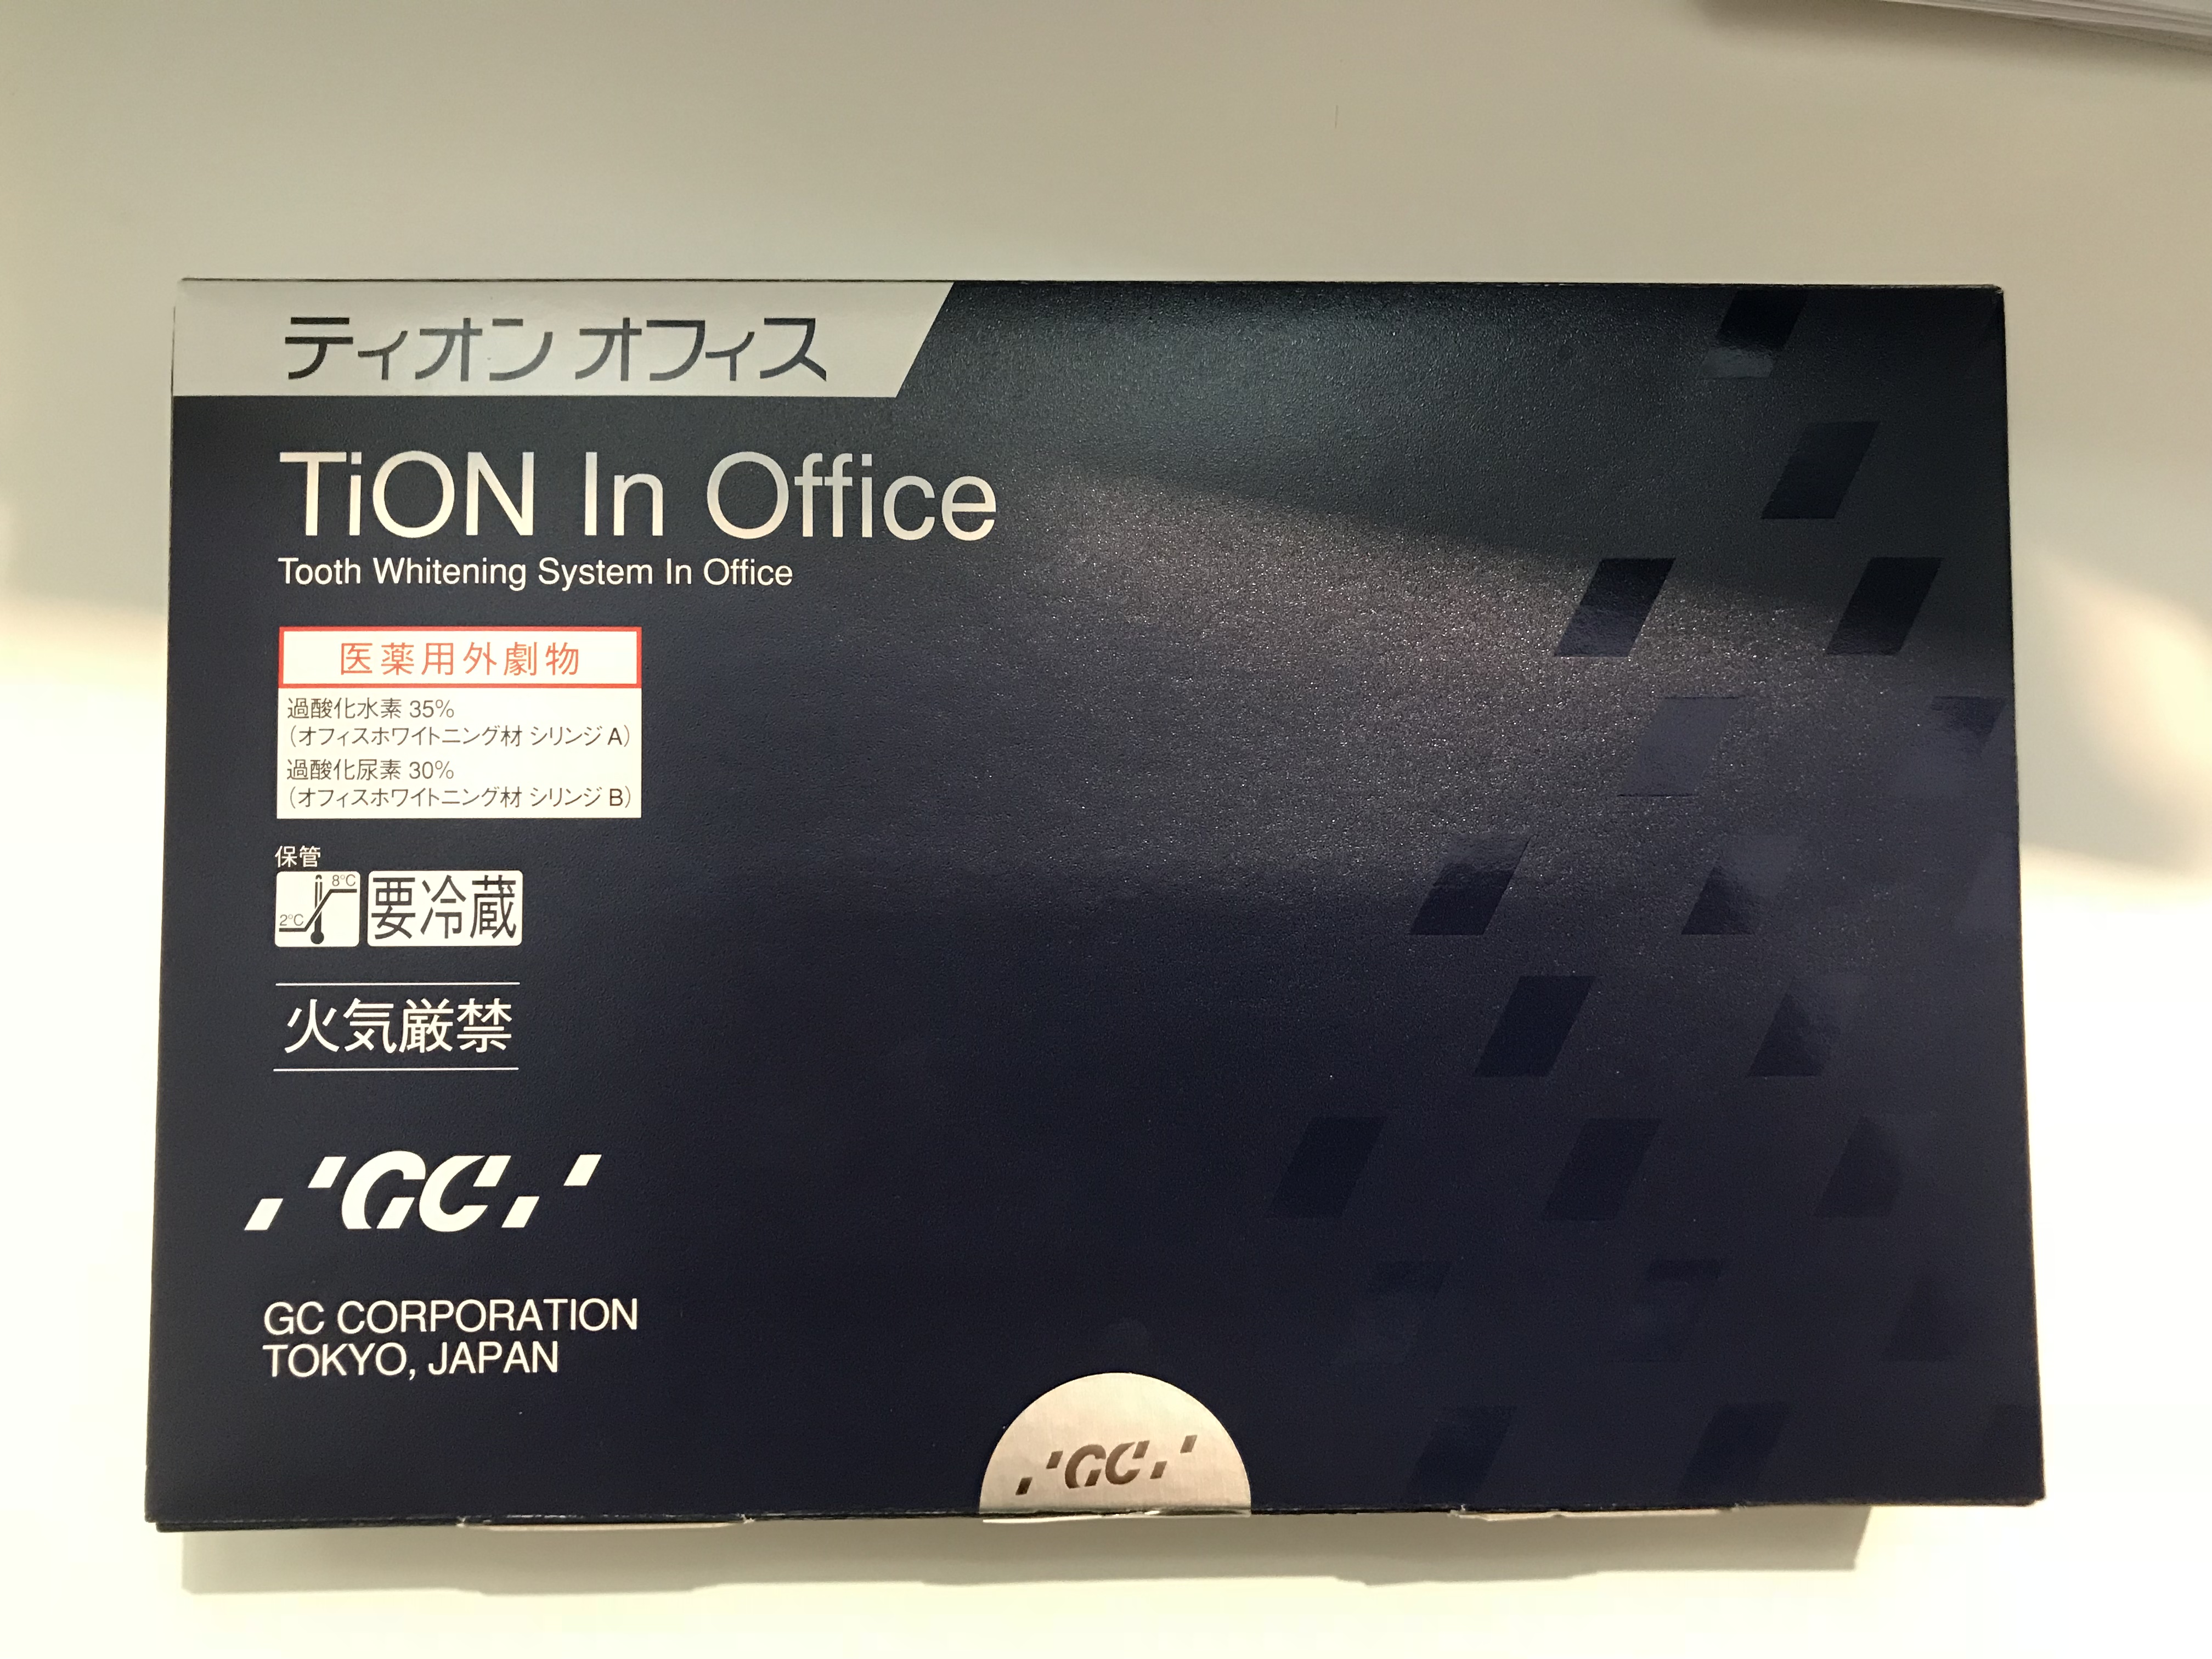 ティオン オフィス
TiON In Office
Tooth Whitening System In Office
医薬用外劇物
過酸化水素 35%
(オフィスホワイトニング材 シリンジ A)
過酸化尿素 30%
(オフィスホワイトニング材 シリンジ B)
保管
8°C
2°C
要冷蔵
火気厳禁
GC
GC CORPORATION
TOKYO, JAPAN
GC